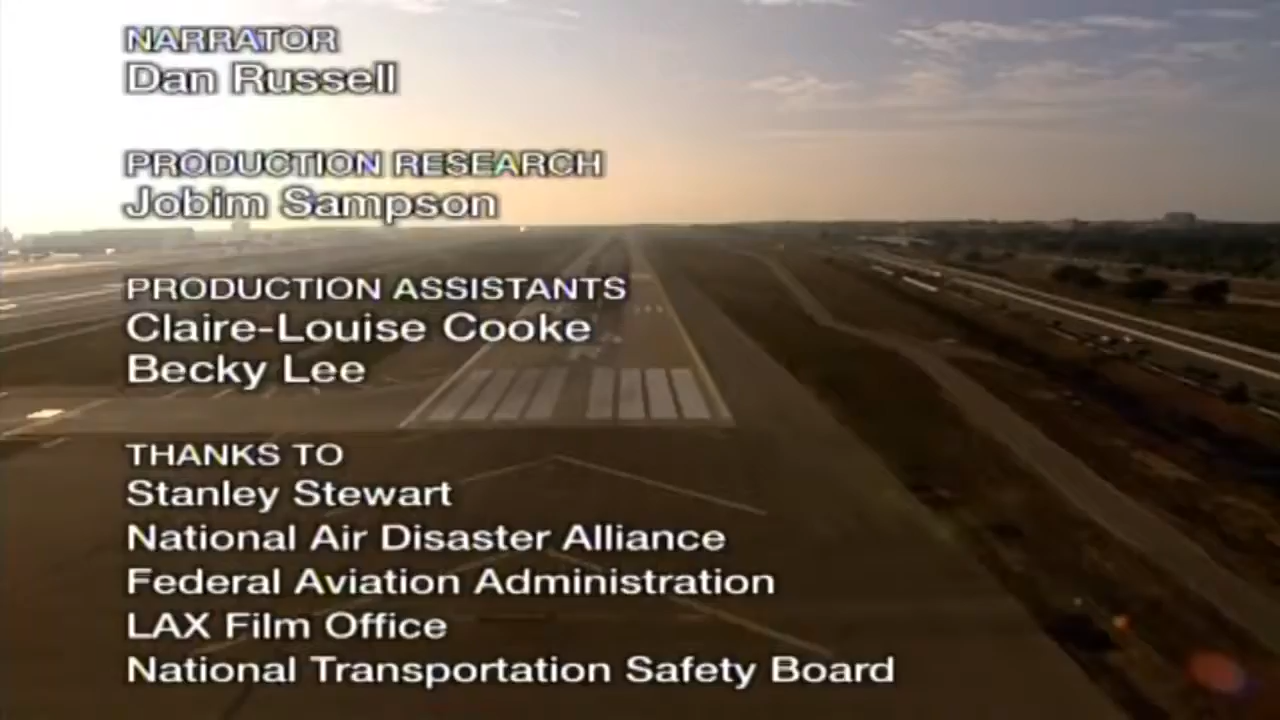 NARRATOR
Dan Russell
PRODUCTION RESEARCH
Jobim Sampson
PRODUCTION ASSISTANTS
Claire-Louise Cooke
Becky Lee
THANKS TO
Stanley Stewart
National Air Disaster Alliance
Federal Aviation Administration
LAX Film Office
National Transportation Safety Board